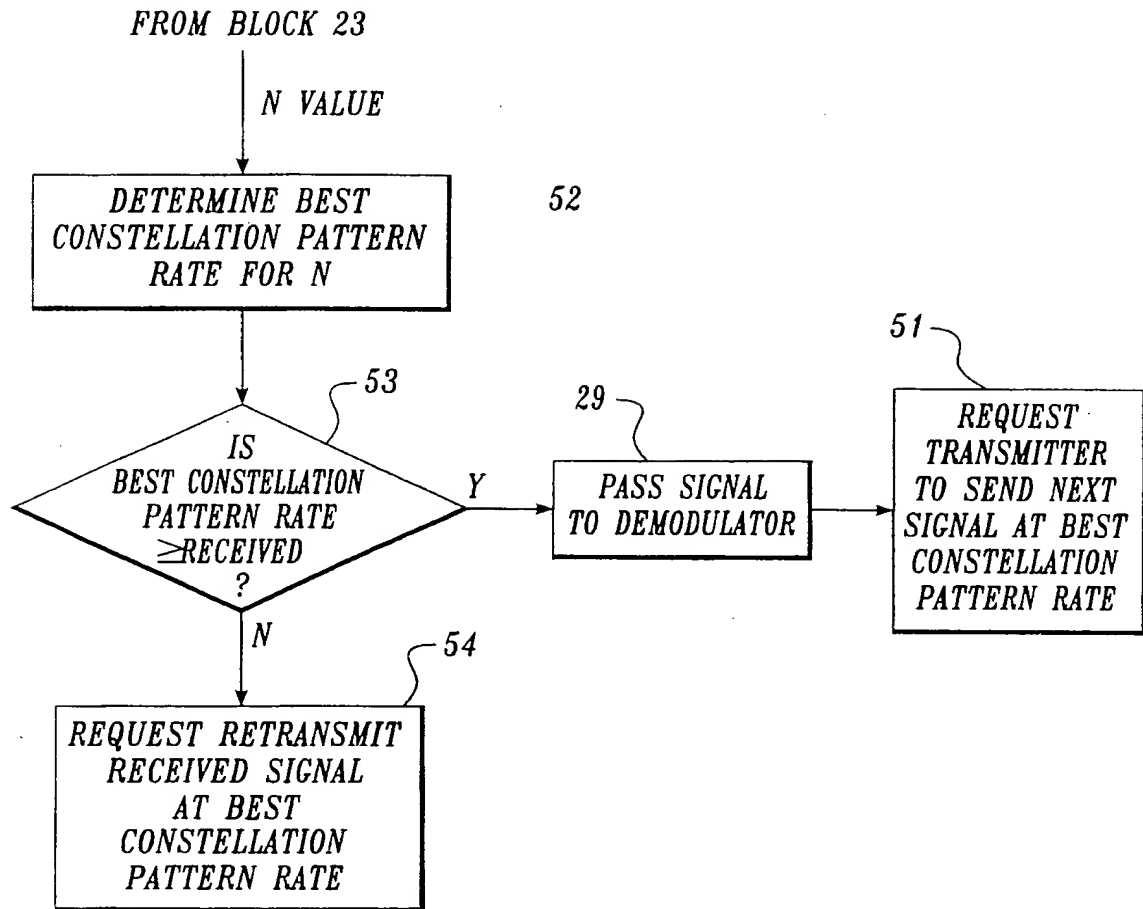 FROM BLOCK 23
N VALUE
DETERMINE BEST
CONSTELLATION PATTERN
RATE FOR N
52
53
IS
BEST CONSTELLATION
PATTERN RATE
≥RECEIVED
?
Y
N
29
PASS SIGNAL
TO DEMODULATOR
51
REQUEST
TRANSMITTER
TO SEND NEXT
SIGNAL AT BEST
CONSTELLATION
PATTERN RATE
54
REQUEST RETRANSMIT
RECEIVED SIGNAL
AT BEST
CONSTELLATION
PATTERN RATE